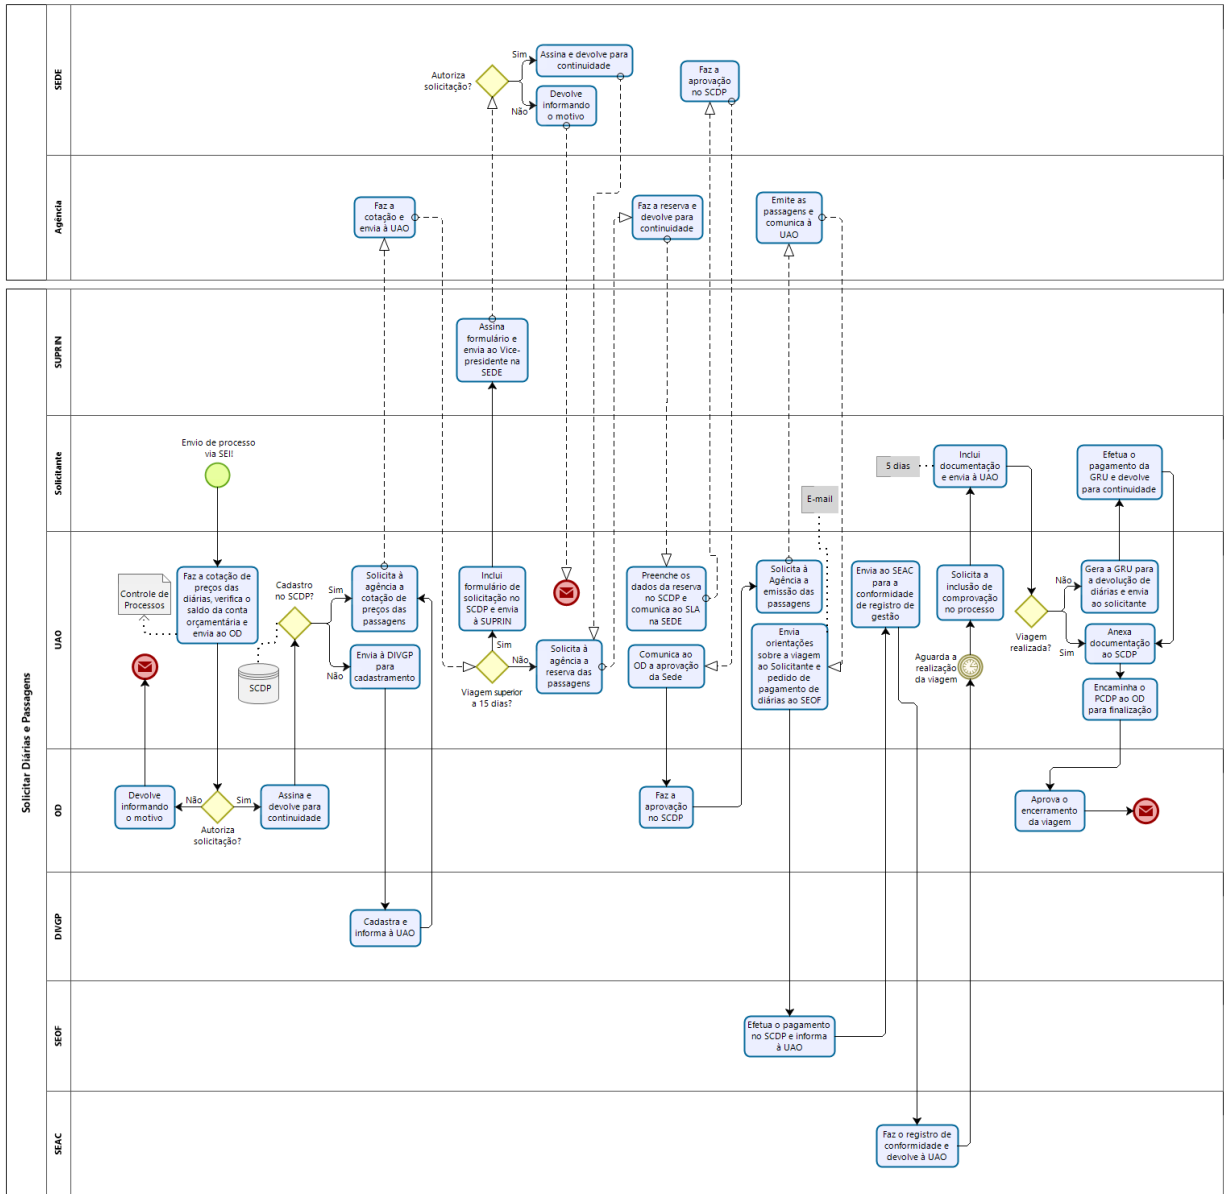 SEDE
Autoriza
solicitação?
Sim
Não
Assina e devolve para
continuidade
Devolve
informando
o motivo
Faz a
aprovação
no SCDP
Agência
Faz a
cotação e
envia à UAO
Faz a reserva e
devolve para
continuidade
Emite as
passagens e
comunica à
UAO
Solicitar Diárias e Passagens
SUPRIN
Assina
formulário e
envia ao Vice-
presidente na
SEDE
Solicitante
Envio de processo
via SEI!
5 dias
Inclui
documentação
e envia à UAO
Efetua o
pagamento da
GRU e devolve
para continuidade
E-mail
UAO
Controle de
Processos
Faz a cotação de
preços das
diárias, verifica o
saldo da conta
orçamentária e
envia ao OD
Cadastro
no SCDP?
Sim
Não
SCDP
Solicita à
agência a
cotação de
preços das
passagens
Envia à DIVGP
para
cadastramento
Inclui
formulário de
solicitação no
SCDP e envia
à SUPRIN
Sim
Não
Viagem superior
a 15 dias?
Solicita à
agência a
reserva das
passagens
Preenche os
dados da reserva
no SCDP e
comunica ao SLA
na SEDE
Comunica ao
OD a aprovação
da Sede
Solicita à
Agência a
emissão das
passagens
Envia
orientações
sobre a viagem
ao Solicitante e
pedido de
pagamento de
diárias ao SEOF
Envia ao SEAC
para a
conformidade
de registro de
gestão
Solicita a
inclusão de
comprovação
no processo
Aguarda a
realização
da viagem
Viagem
realizada?
Não
Sim
Gera a GRU para
a devolução de
diárias e envia
ao solicitante
Anexa
documentação
ao SCDP
Encaminha o
PCDP ao OD
para finalização
OD
Devolve
informando
o motivo
Não
Sim
Autoriza
solicitação?
Assina e
devolve para
continuidade
Faz a
aprovação
no SCDP
Aprova o
encerramento
da viagem
DIVGP
Cadastra e
informa à UAO
SEOF
Efetua o pagamento
no SCDP e informa
à UAO
SEAC
Faz o registro de
conformidade e
devolve à UAO